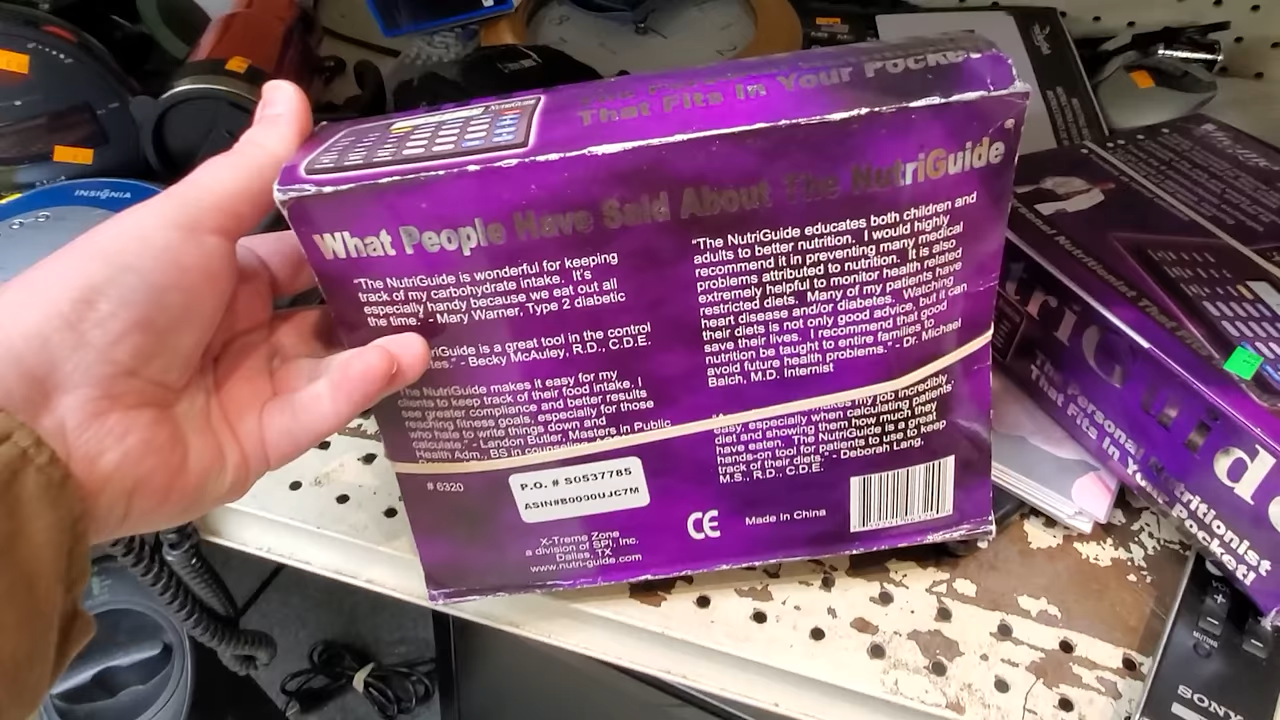 INSIGNIA
NutriGuide
That Fits In Your Pocket
What People Have Said About The NutriGuide
"The NutriGuide is wonderful for keeping
track of my carbohydrate intake. It's
especially handy because we eat out all
the time." - Mary Warner, Type 2 diabetic
riGuide is a great tool in the control
tes." - Becky McAuley, R.D., C.D.E.
The NutriGuide makes it easy for my
clients to keep track of their food intake. I
see greater compliance and better results
reaching fitness goals, especially for those
who hate to write things down and
calculate." - Landon Butler, Masters in Public
Health Adm., BS in counseling
"The NutriGuide educates both children and
adults to better nutrition. I would highly
recommend it in preventing many medical
problems attributed to nutrition. It is also
extremely helpful to monitor health related
restricted diets. Many of my patients have
heart disease and/or diabetes. Watching
their diets is not only good advice, but it can
save their lives. I recommend that good
nutrition be taught to entire families to
avoid future health problems." - Dr. Michael
Balch, M.D. Internist
makes my job incredibly
easy, especially when calculating patients'
diet and showing them how much they
have eaten. The NutriGuide is a great
hands-on tool for patients to use to keep
track of their diets." - Deborah Lang,
M.S., R.D., C.D.E.
# 6320
P.O. # S0537785
ASIN#B0000UJC7M
X-Treme Zone
a division of SPI, Inc.
Dallas, TX
www.nutri-guide.com
CE
Made In China
triGuide
The Personal Nutritionist
That Fits In Your Pocket!
MUTING
SONY